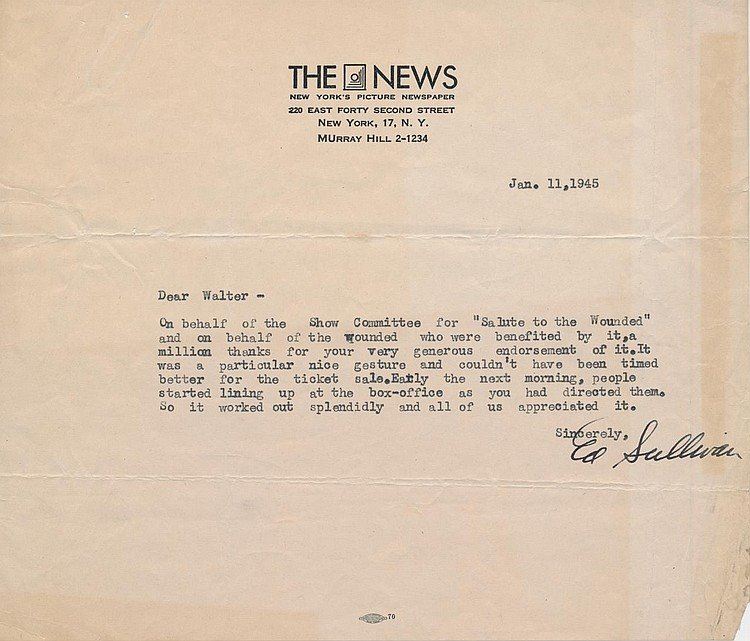 THE NEWS
NEW YORK'S PICTURE NEWSPAPER
220 EAST FORTY SECOND STREET
NEW YORK, 17, N. Y.
MURRAY HILL 2-1234
Jan. 11,1945
Dear Walter -
On behalf of the Show Committee for "Salute to the Wounded"
and on behalf of the wounded who were benefited by it,a
million thanks for your very generous endorsement of it.It
was a particular nice gesture and couldn't have been timed
better for the ticket sale.Eatly the next morning, people
started lining up at the box-office as you had directed them.
So it worked out splendidly and all of us appreciated it.
Sincerely,
Ed Sullivan
70